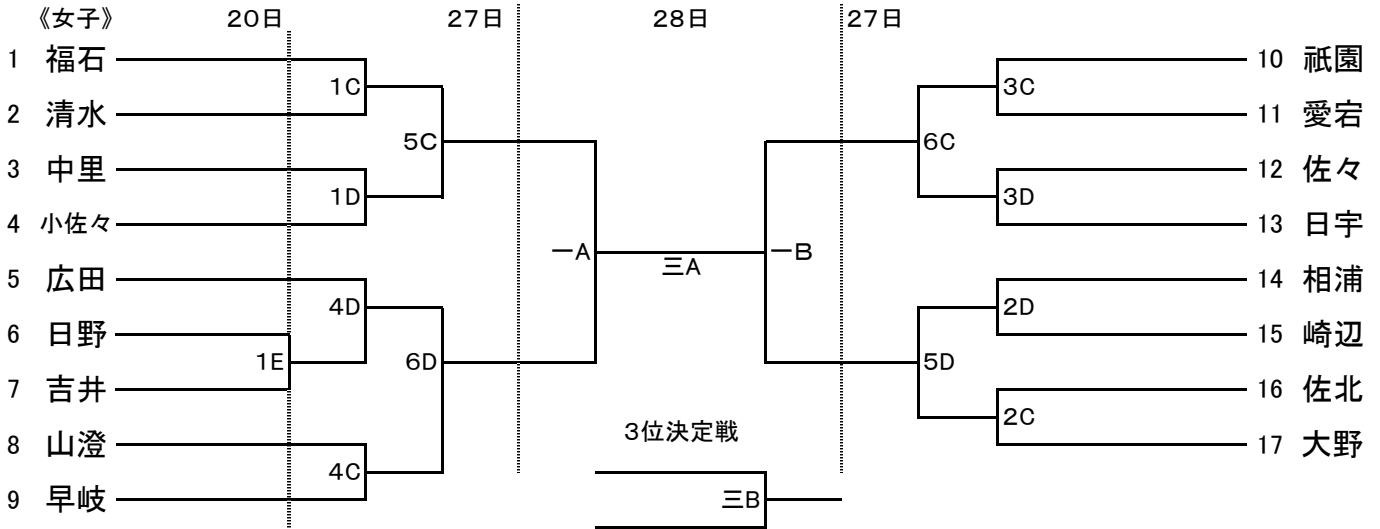 《女子》 20日 27日 28日 27日
1 福石 10 祇園
1C 3C
2 清水 11 愛宕
5C 6C
3 中里 12 佐々
1D 3D
4 小佐々 13 日宇
一A 三A 一B
5 広田 14 相浦
4D 2D
6 日野 15 崎辺
1E 6D 5D
7 吉井 16 佐北
2C
8 山澄 3位決定戦 17 大野
4C
9 早岐 三B